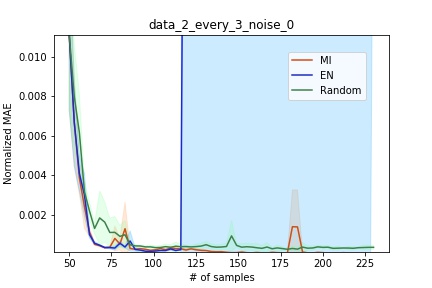 data_2_every_3_noise_0
0.010
0.008
0.006
0.004
0.002
Normalized MAE
MI
EN
Random
50 75 100 125 150 175 200 225
# of samples